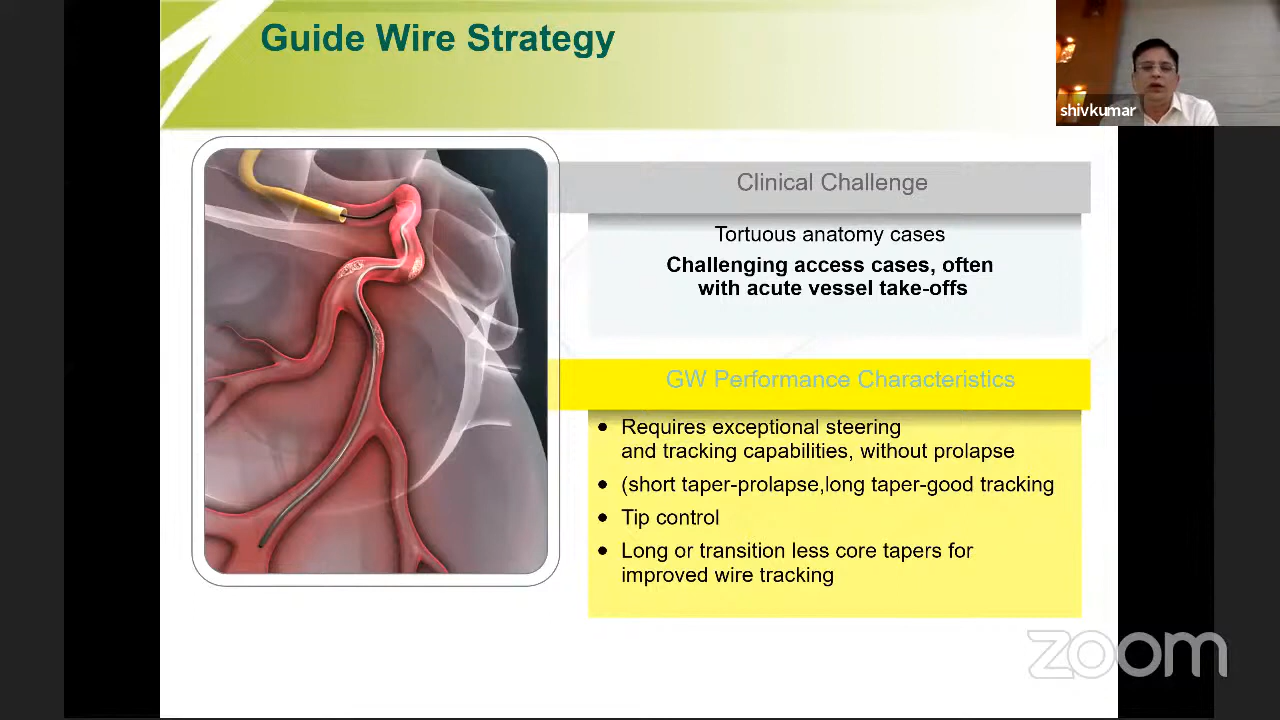 Guide Wire Strategy
shivkumar
Clinical Challenge
Tortuous anatomy cases
Challenging access cases, often
with acute vessel take-offs
GW Performance Characteristics
• Requires exceptional steering
and tracking capabilities, without prolapse
• (short taper-prolapse,long taper-good tracking
• Tip control
• Long or transition less core tapers for
improved wire tracking
zoom